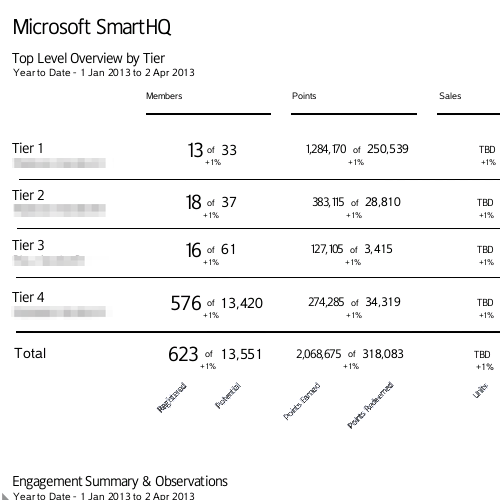 Microsoft SmartHQ
Top Level Overview by Tier
Year to Date - 1 Jan 2013 to 2 Apr 2013
Members Points Sales
Tier 1 13 of 33 1,284,170 of 250,539 TBD
+1% +1% +1%
Tier 2 18 of 37 383,115 of 28,810 TBD
+1% +1% +1%
Tier 3 16 of 61 127,105 of 3,415 TBD
+1% +1% +1%
Tier 4 576 of 13,420 274,285 of 34,319 TBD
+1% +1% +1%
Total 623 of 13,551 2,068,675 of 318,083 TBD
+1% +1% +1%
Registered Potential Points Earned Points Redeemed Units
Engagement Summary & Observations
Year to Date - 1 Jan 2013 to 2 Apr 2013